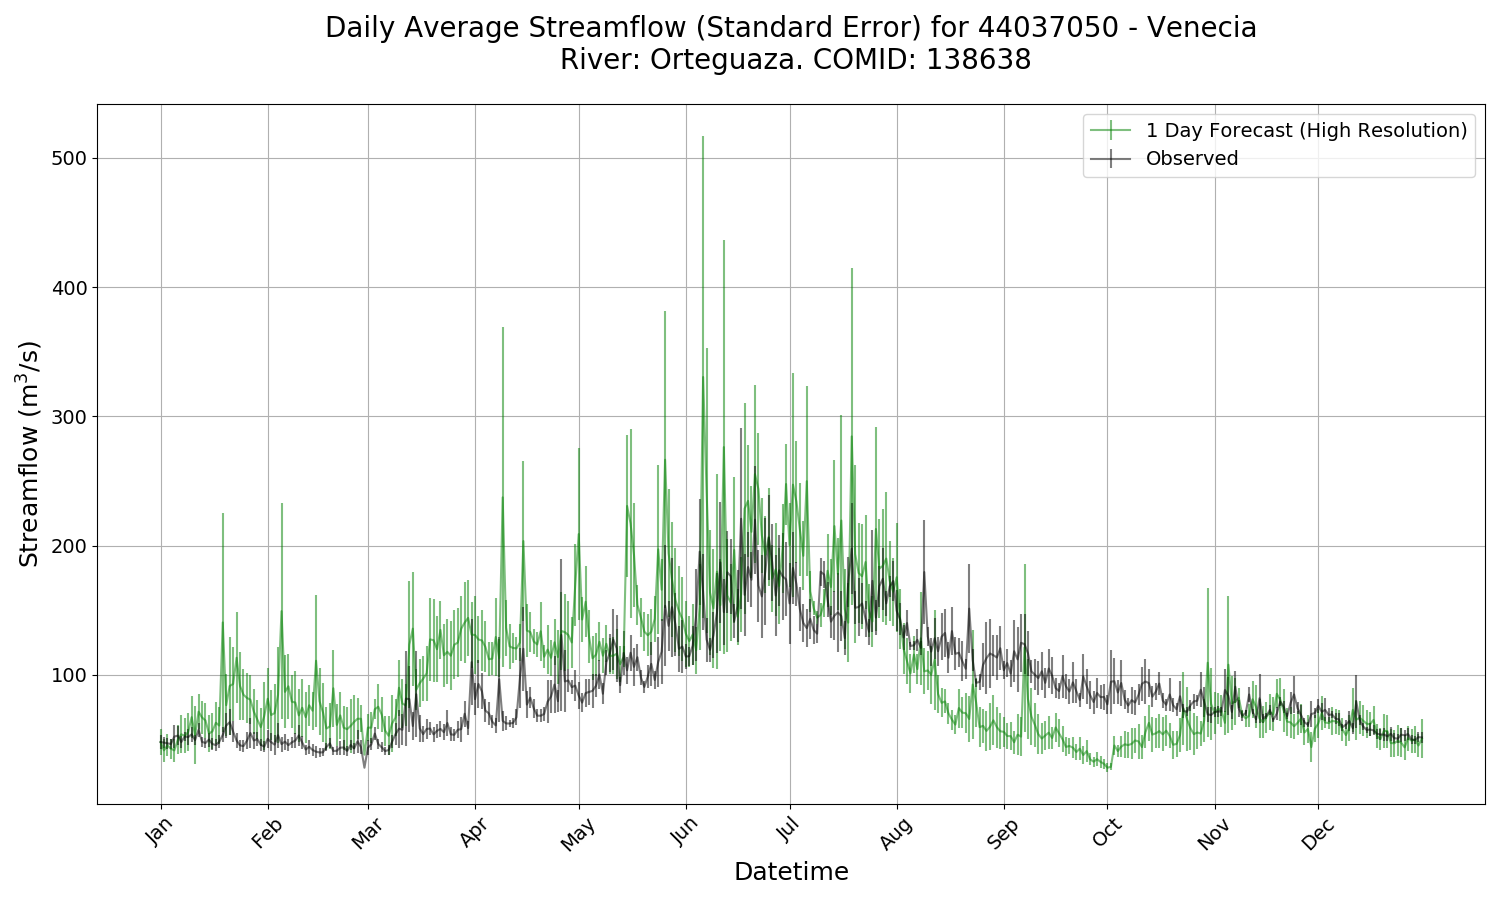 Daily Average Streamflow (Standard Error) for 44037050 - Venecia
River: Orteguaza. COMID: 138638
1 Day Forecast (High Resolution)
Observed
Streamflow (m³/s)
500
400
300
200
100
Jan Feb Mar Apr May Jun Jul Aug Sep Oct Nov Dec
Datetime